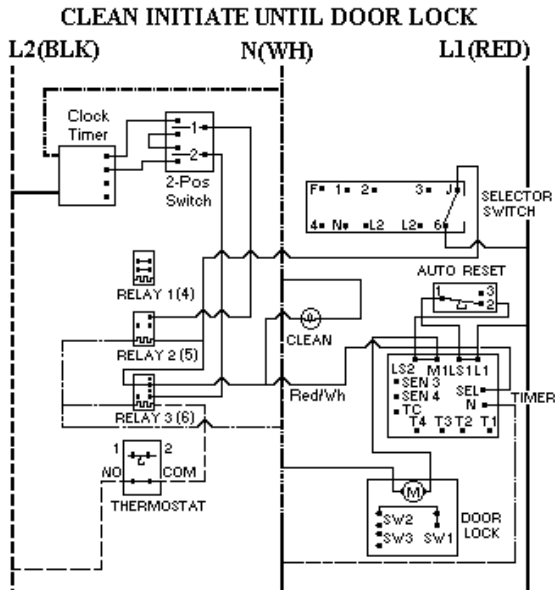 CLEAN INITIATE UNTIL DOOR LOCK
L2(BLK) N(WH) L1(RED)
Clock
Timer
1
2
2-Pos
Switch
F 1 2 3 J
4 N L2 L2 6
SELECTOR
SWITCH
RELAY 1 (4)
AUTO RESET
1 3
2
CLEAN
RELAY 2 (5)
LS2 M1 LS1 L1
SEN 3
SEN 4
SEL
TC
N
TIMER
T4 T3 T2 T1
Red/Wh
RELAY 3 (6)
1 2
NO COM
THERMOSTAT
M
SW2
SW3 SW1
DOOR
LOCK